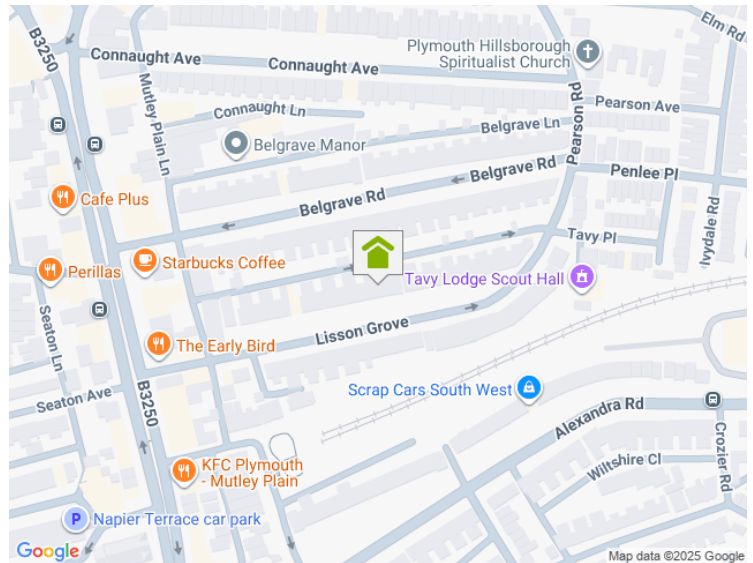 B3250
Connaught Ave
Mutley Plain Ln
Connaught Ave
Plymouth Hillsborough
Spiritualist Church
Elm Rd
Connaught Ln
Pearson Rd
Pearson Ave
Belgrave Ln
Belgrave Manor
Belgrave Rd
Penlee Pl
Cafe Plus
Belgrave Rd
Ivydale Rd
Tavy Pl
Starbucks Coffee
Perillas
Tavy Lodge Scout Hall
Seaton Ln
Lisson Grove
The Early Bird
Seaton Ave
B3250
Scrap Cars South West
Alexandra Rd
Crozier Rd
Wiltshire Cl
KFC Plymouth
- Mutley Plain
P
Napier Terrace car park
Google
Map data ©2025 Google